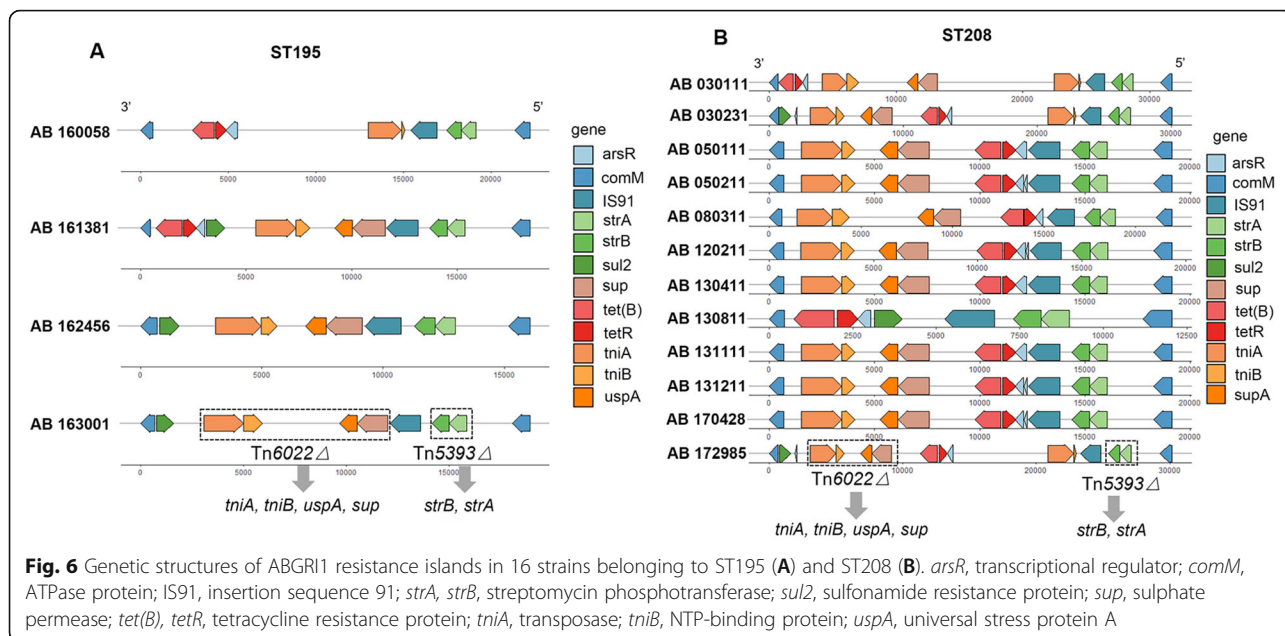 A
ST195
3'
5'
AB 160058
0
5000
10000
15000
20000
AB 161381
0
5000
10000
15000
AB 162456
0
5000
10000
15000
AB 163001
0
5000
10000
15000
Tn6022△
Tn5393△
tniA, tniB, uspA, sup
strB, strA
gene
arsR
comM
IS91
strA
strB
sul2
sup
tet(B)
tetR
tniA
tniB
uspA
B
ST208
3'
5'
AB 030111
0
10000
20000
30000
AB 030231
0
10000
20000
30000
AB 050111
0
5000
10000
15000
20000
AB 050211
0
5000
10000
15000
20000
AB 080311
0
5000
10000
15000
20000
AB 120211
0
5000
10000
15000
20000
AB 130411
0
5000
10000
15000
20000
AB 130811
0
2500
5000
7500
10000
12500
AB 131111
0
5000
10000
15000
20000
AB 131211
0
5000
10000
15000
20000
AB 170428
0
5000
10000
15000
20000
AB 172985
0
10000
20000
30000
Tn6022△
Tn5393△
tniA, tniB, uspA, sup
strB, strA
gene
arsR
comM
IS91
strA
strB
sul2
sup
tet(B)
tetR
tniA
tniB
supA
Fig. 6 Genetic structures of ABGRI1 resistance islands in 16 strains belonging to ST195 (A) and ST208 (B). arsR, transcriptional regulator; comM,
ATPase protein; IS91, insertion sequence 91; strA, strB, streptomycin phosphotransferase; sul2, sulfonamide resistance protein; sup, sulphate
permease; tet(B), tetR, tetracycline resistance protein; tniA, transposase; tniB, NTP-binding protein; uspA, universal stress protein A